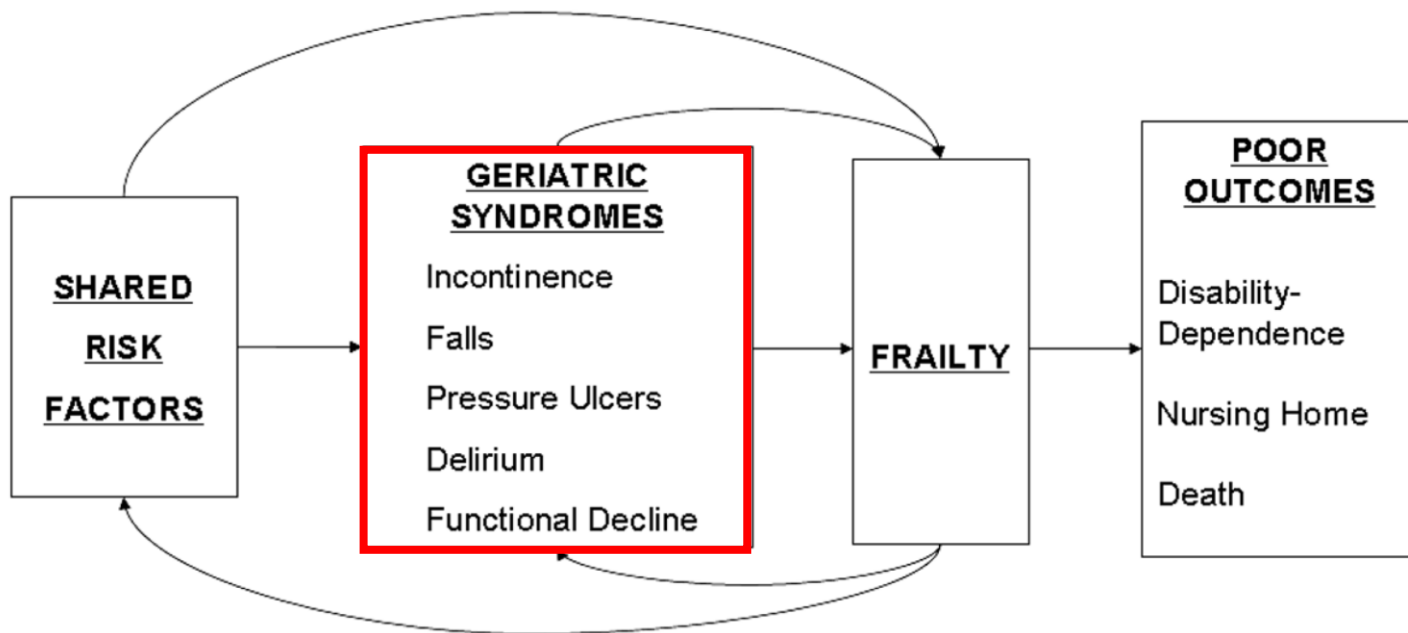 SHARED
RISK
FACTORS
GERIATRIC
SYNDROMES
Incontinence
Falls
Pressure Ulcers
Delirium
Functional Decline
FRAILTY
POOR
OUTCOMES
Disability-
Dependence
Nursing Home
Death